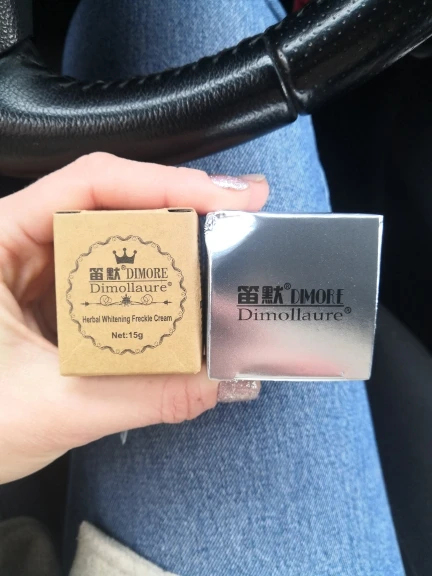 笛默® DIMORE
Dimollaure®
Herbal Whitening Freckle Cream
Net:15g
笛默® DIMORE
Dimollaure®